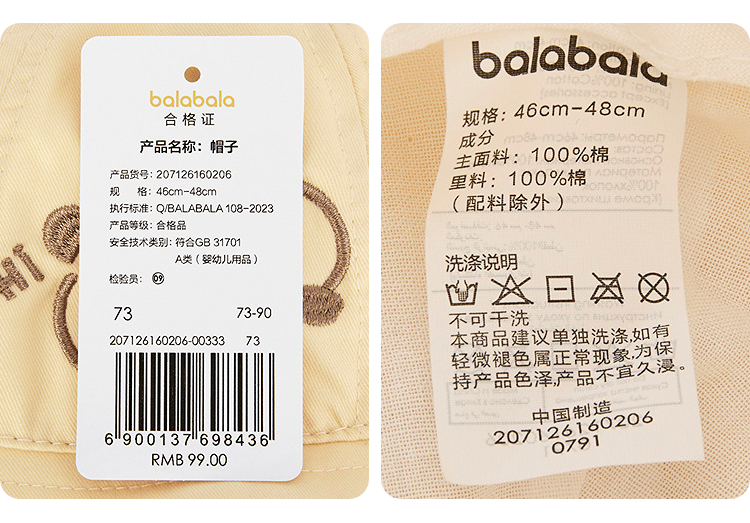 balabala
合格证
产品名称：帽子
产品货号：207126160206
规 格：46cm-48cm
执行标准：Q/BALABALA 108-2023
产品等级：合格品
安全技术类别：符合GB 31701
A类（婴幼儿用品）
检验员：09
73 73-90
207126160206-00333 73
6 900137 698436
RMB 99.00
Hi
balabala
规格：46cm-48cm
成分
主面料：100%棉
里料：100%棉
（配料除外）
洗涤说明
不可干洗
本商品建议单独洗涤，如有
轻微褪色属正常现象，为保
持产品色泽，产品不宜久浸。
中国制造
207126160206
0791